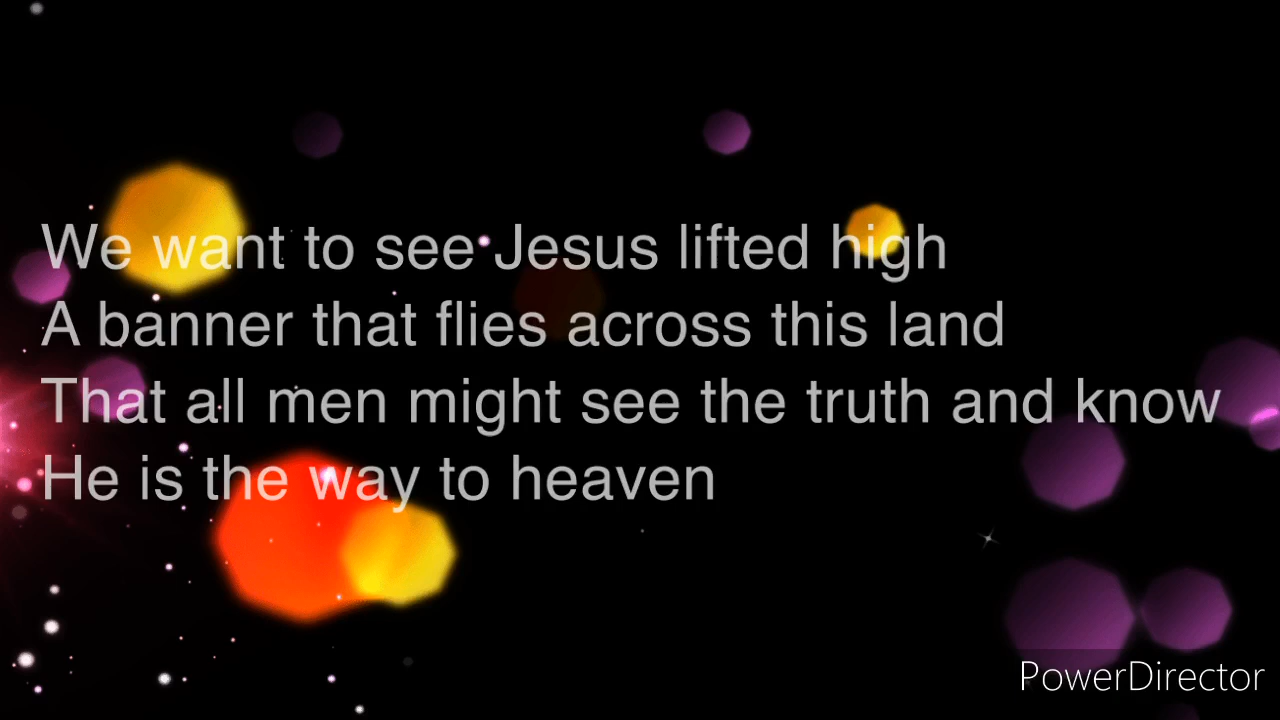 We want to see Jesus lifted high
A banner that flies across this land
That all men might see the truth and know
He is the way to heaven
PowerDirector